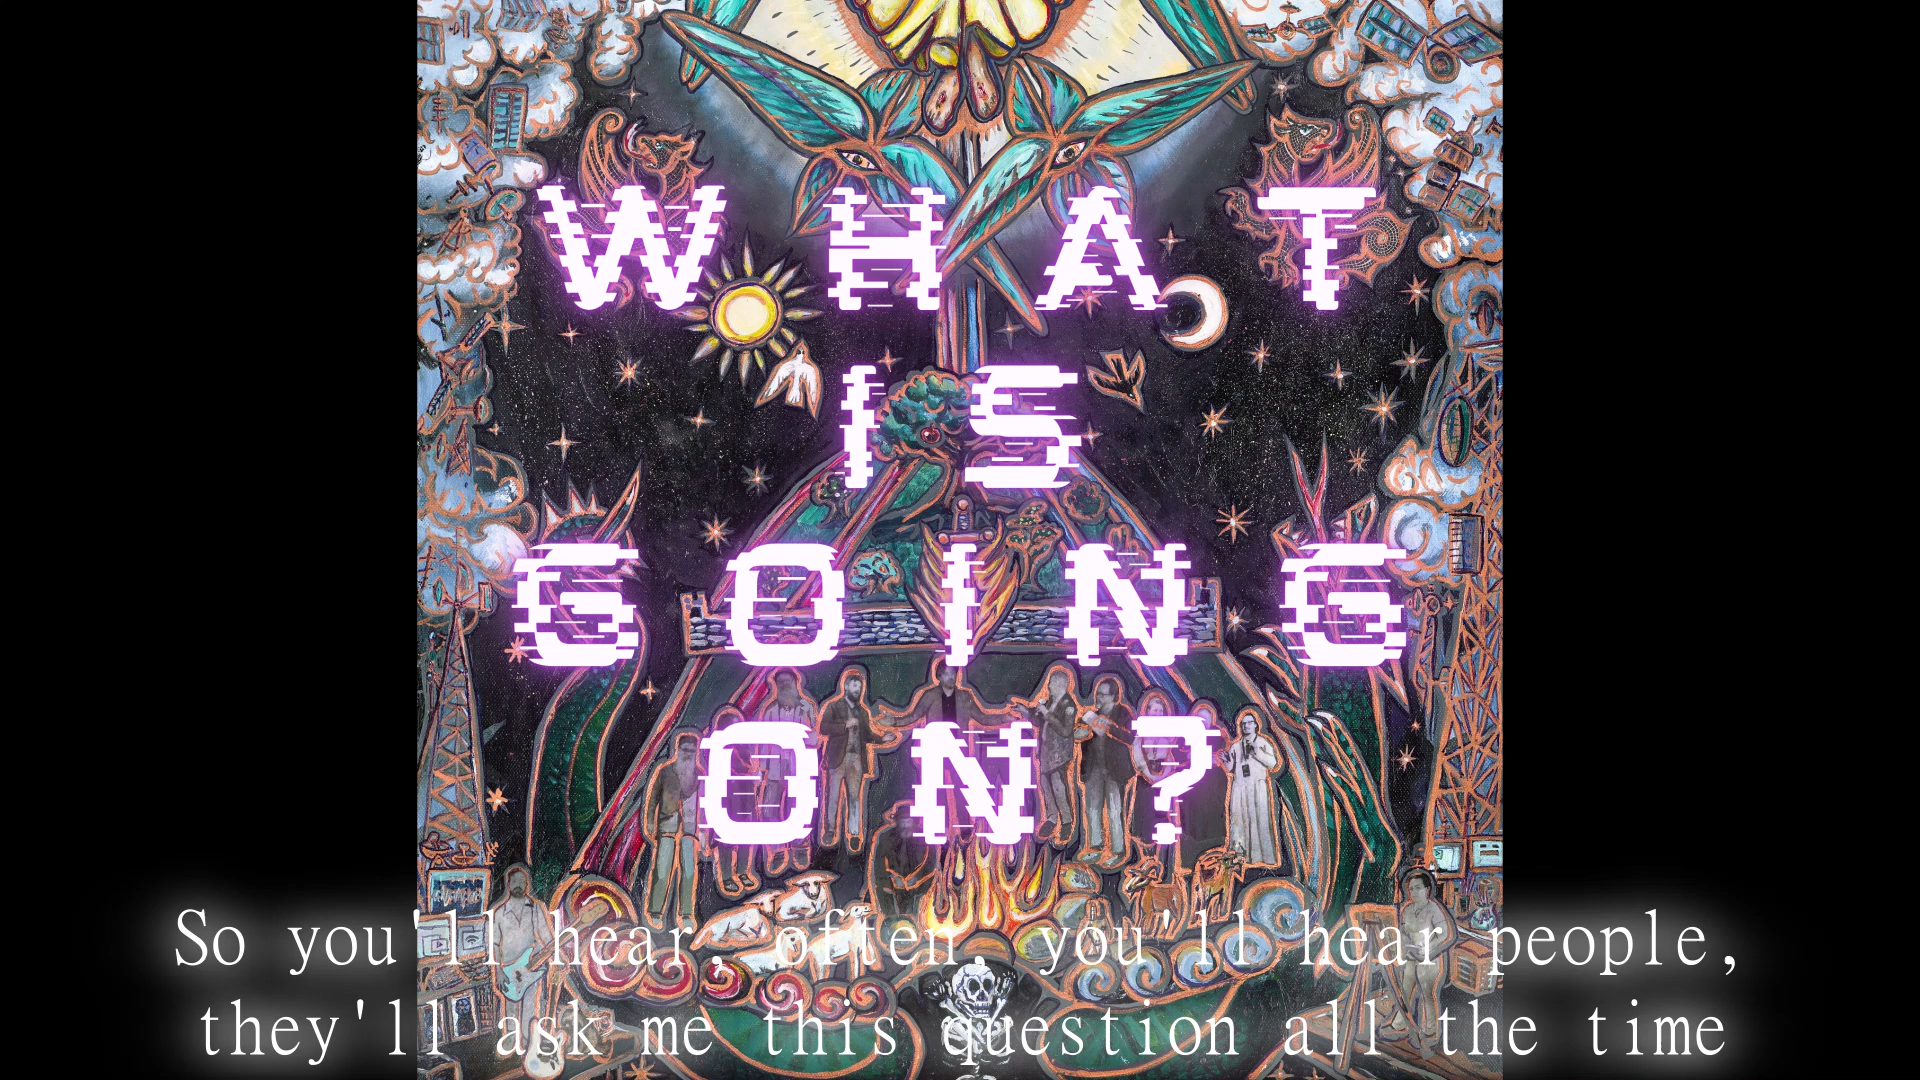 WHAT
IS
GOING
ON?
So you'll hear, often, you'll hear people,
they'll ask me this question all the time